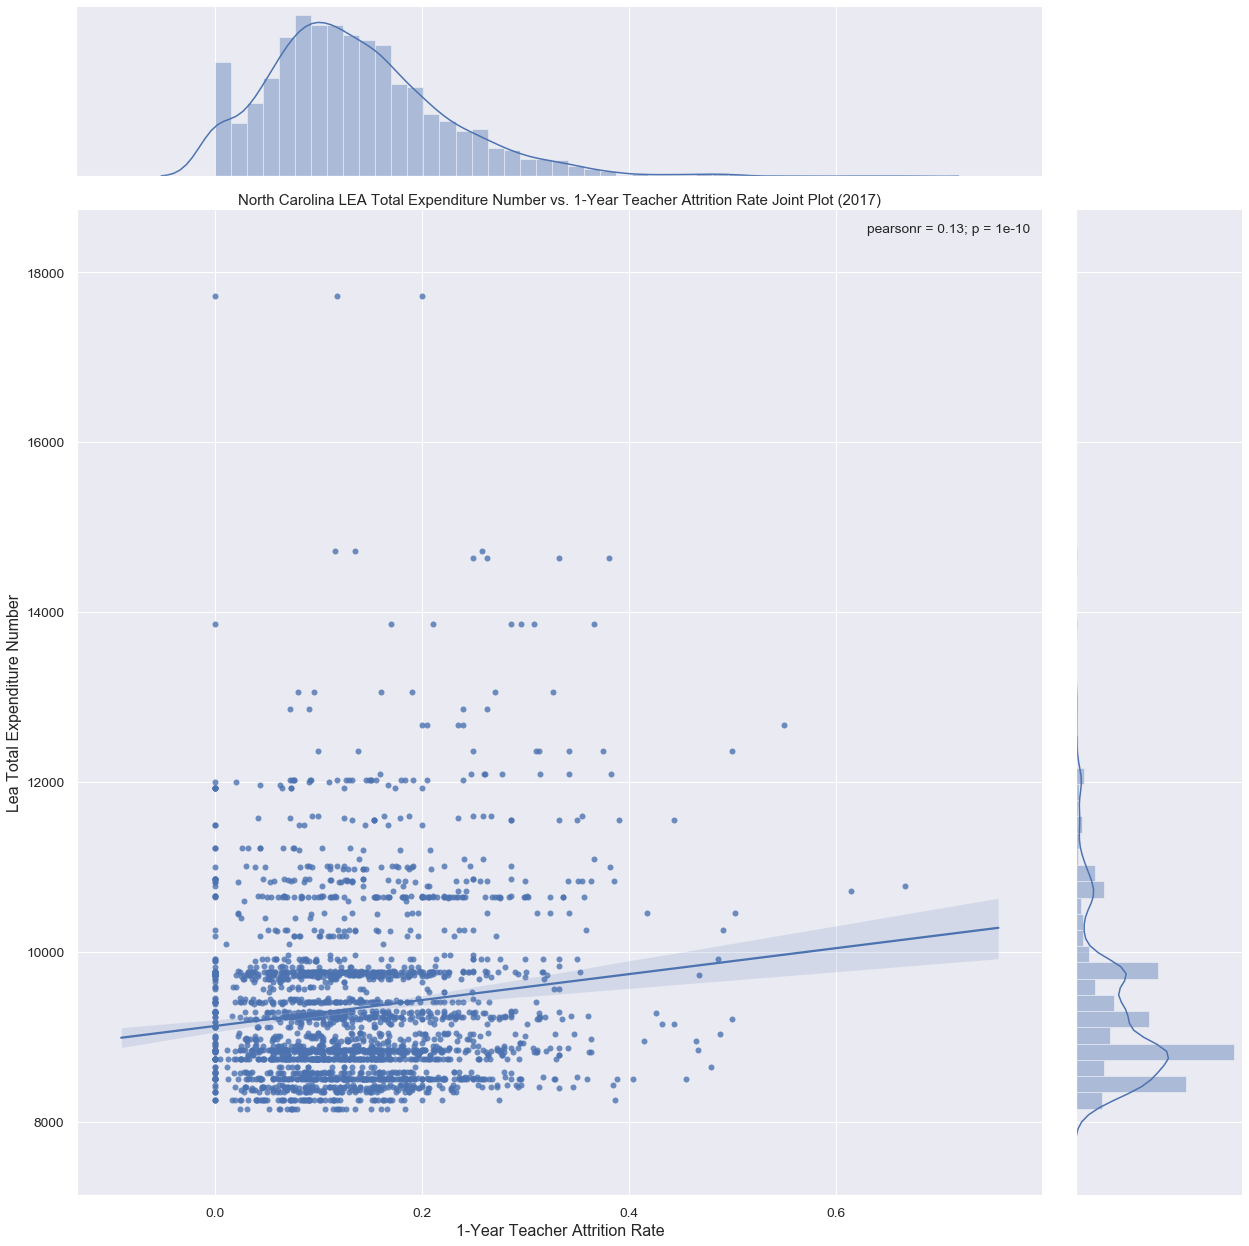 North Carolina LEA Total Expenditure Number vs. 1-Year Teacher Attrition Rate Joint Plot (2017)
pearsonr = 0.13; p = 1e-10
18000
16000
14000
12000
10000
8000
Lea Total Expenditure Number
0.0 0.2 0.4 0.6
1-Year Teacher Attrition Rate